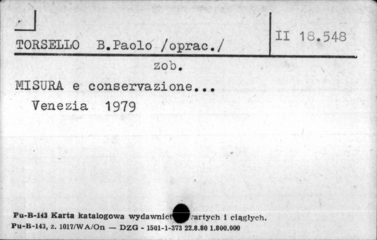 TORSELLO B.Paolo /oprac./
II 18.548
zob.
MISURA e conservazione...
Venezia 1979
Pu-B-143 Karta katalogowa wydawnict artych i ciągłych.
Pu-B-143, z. 1017/WA/On — DZG - 1501-1-373 22.8.80 1.800.000